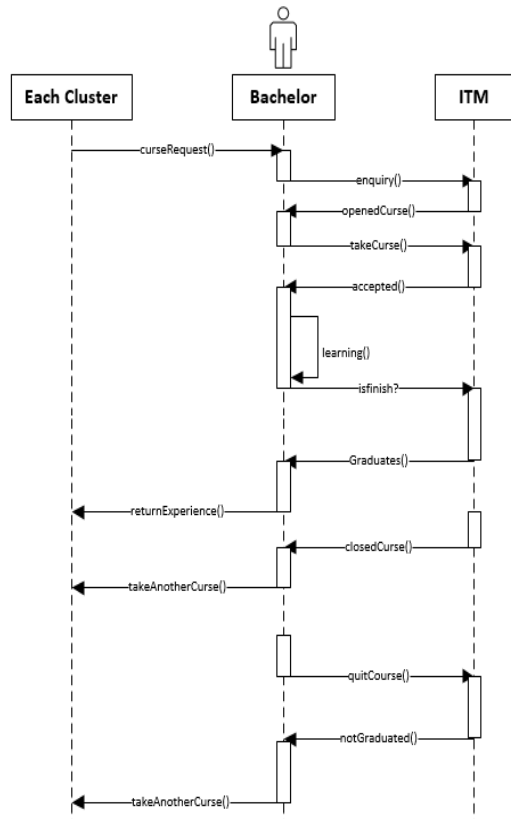 Each Cluster
Bachelor
ITM
curseRequest()
enquiry()
openedCurse()
takeCurse()
accepted()
learning()
isfinish?
Graduates()
returnExperience()
closedCurse()
takeAnotherCurse()
quitCourse()
notGraduated()
takeAnotherCurse()